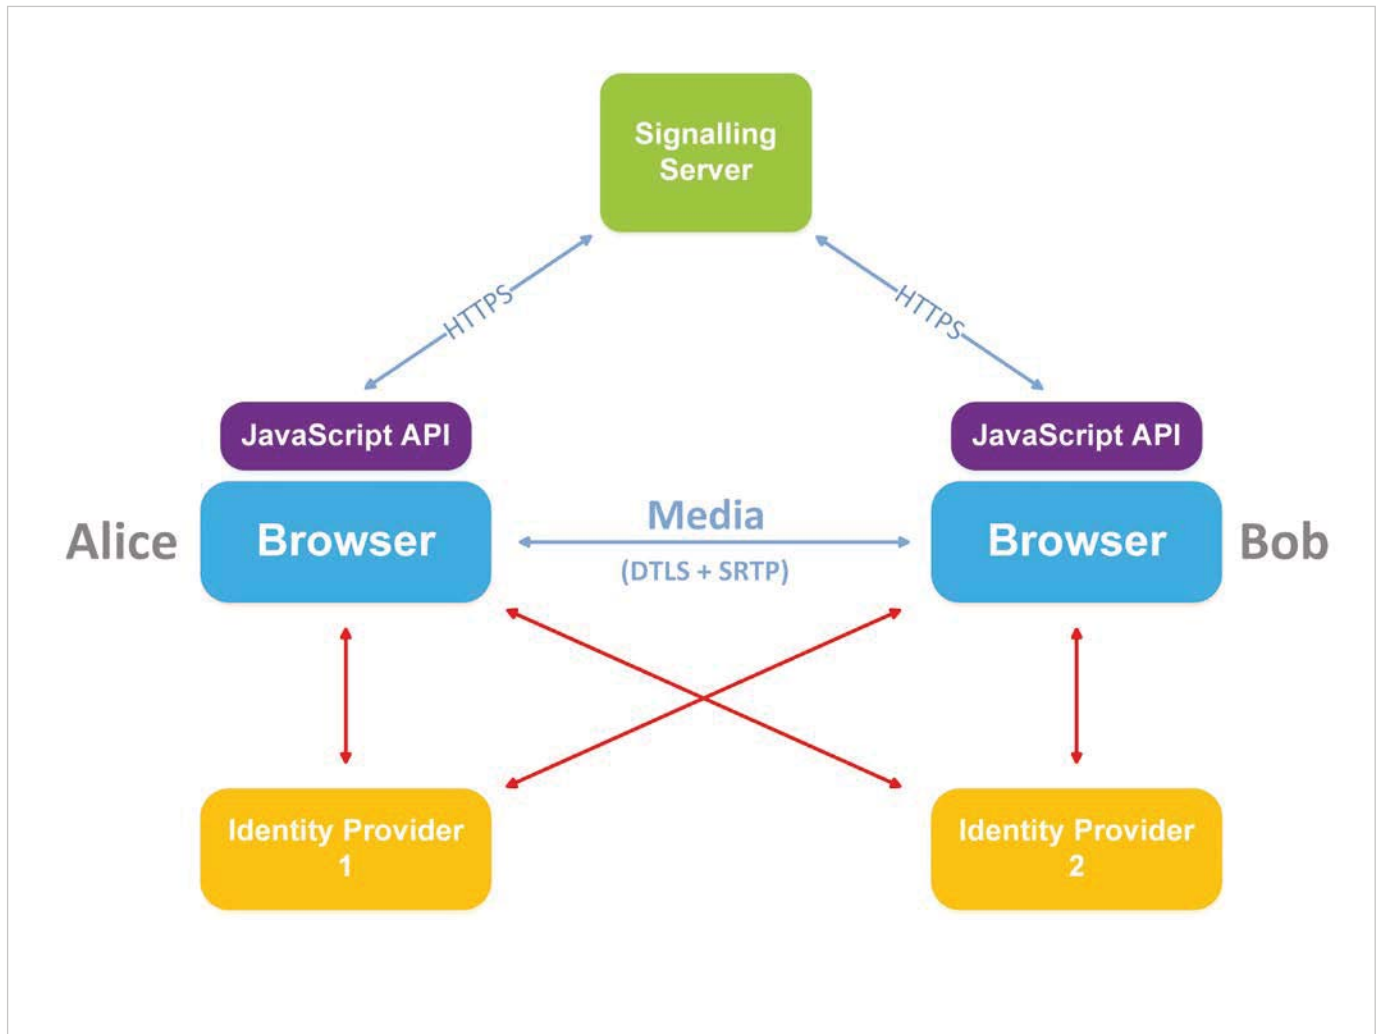 Signalling
Server
HTTPS
HTTPS
JavaScript API
JavaScript API
Alice
Browser
Media
(DTLS + SRTP)
Browser
Bob
Identity Provider
1
Identity Provider
2